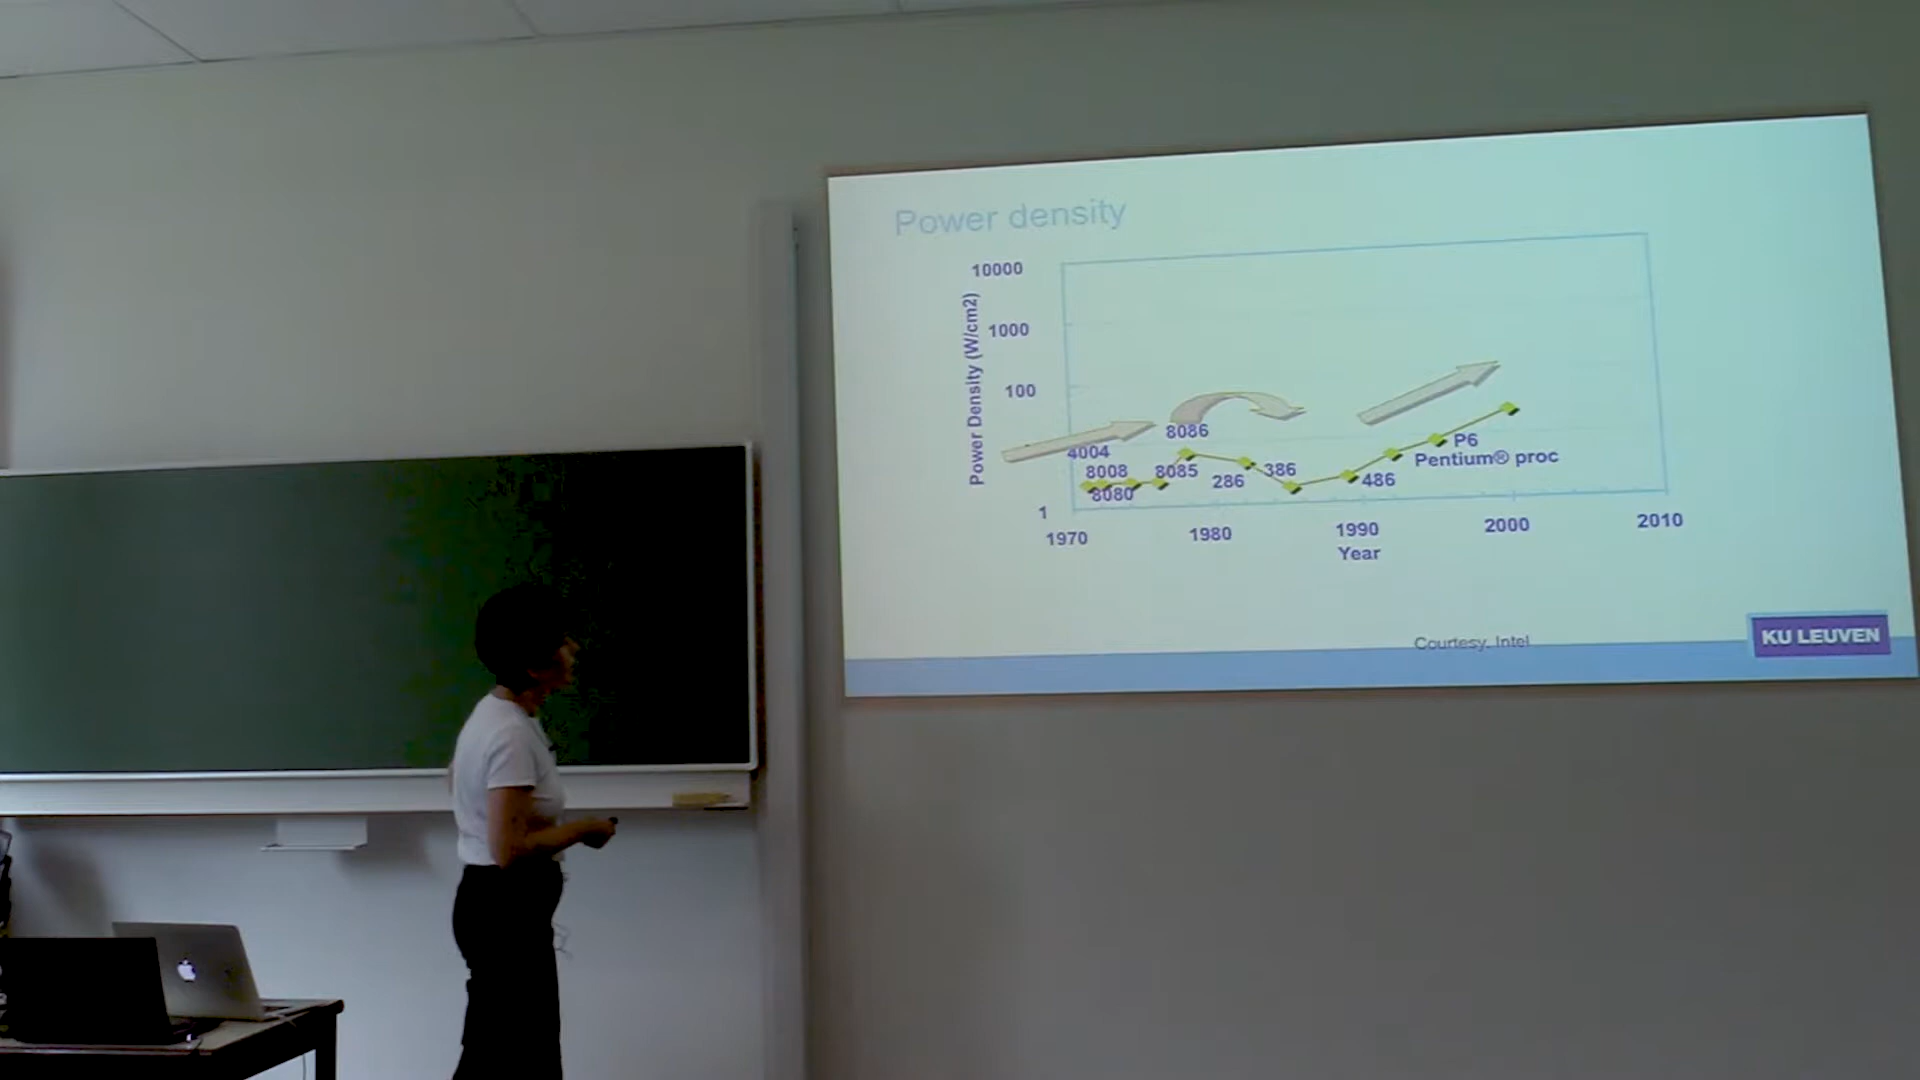 Power density
10000
1000
100
1
Power Density (W/cm2)
4004
8008
8080
8085
8086
286
386
486
P6
Pentium® proc
1970
1980
1990
2000
2010
Year
Courtesy, Intel
KU LEUVEN